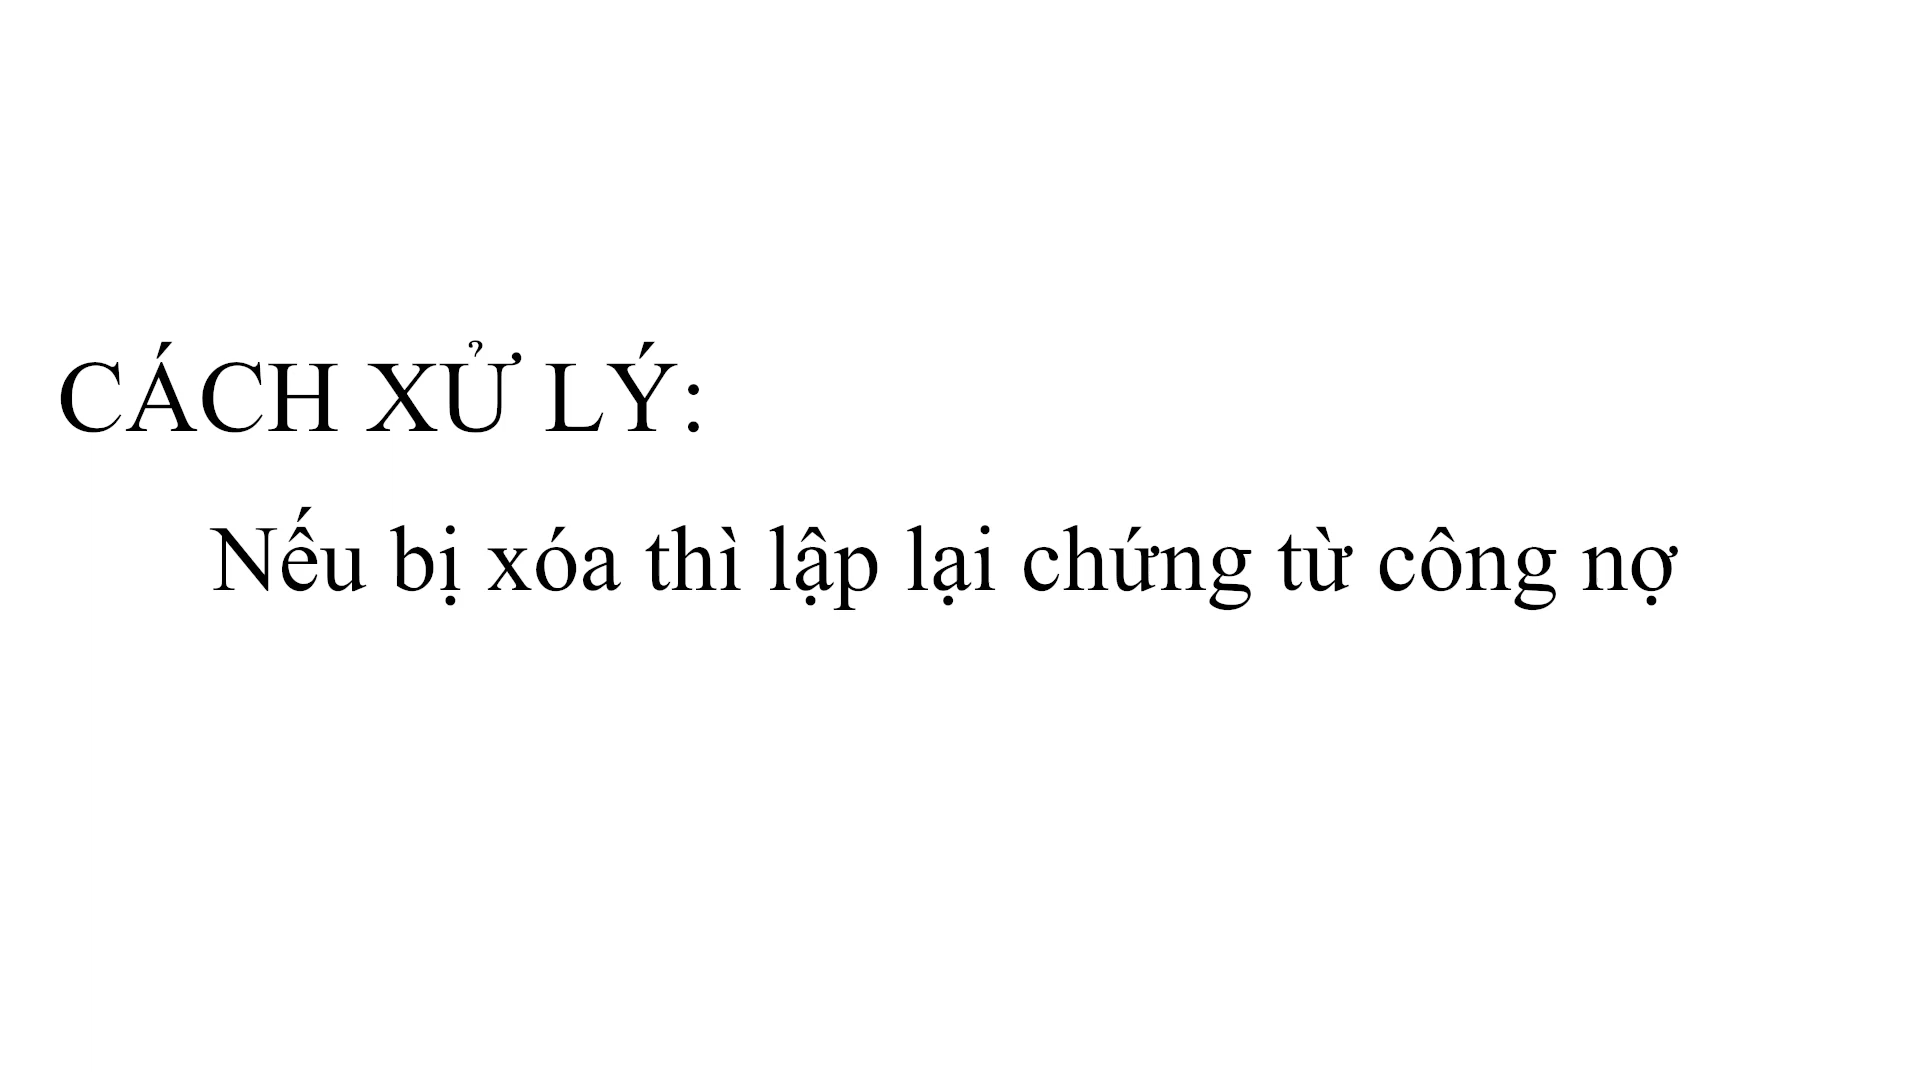 CÁCH XỬ LÝ:
Nếu bị xóa thì lập lại chứng từ công nợ